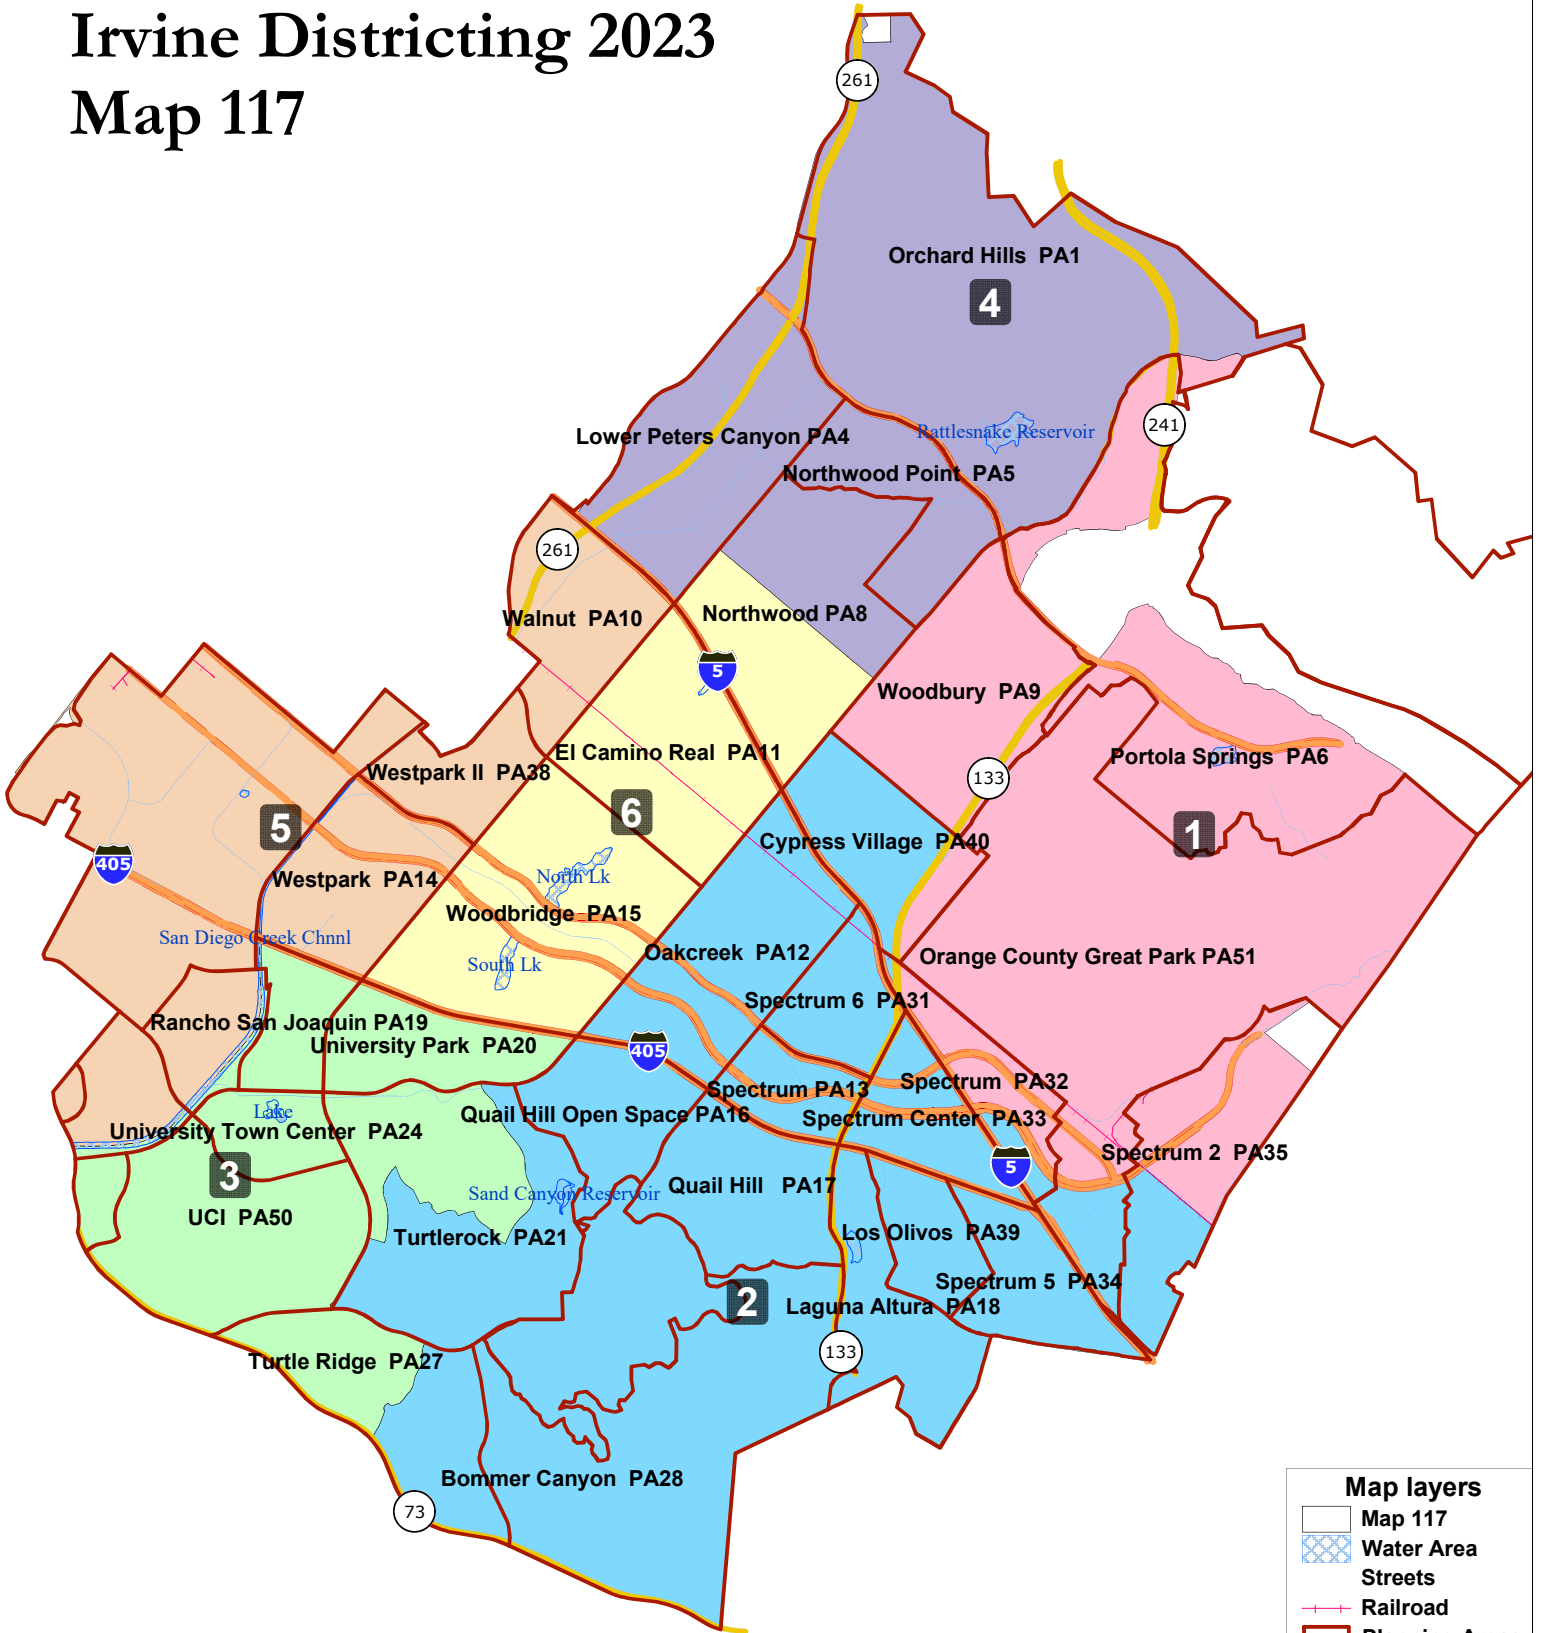 Irvine Districting 2023
Map 117
261
Orchard Hills PA1
4
241
Rattlesnake Reservoir
Lower Peters Canyon PA4
Northwood Point PA5
261
Walnut PA10
Northwood PA8
5
Woodbury PA9
El Camino Real PA11
Portola Springs PA6
Westpark II PA38
133
6
5
1
Cypress Village PA40
405
Westpark PA14
North Lk
Woodbridge PA15
San Diego Creek Chnnl
South Lk
Oakcreek PA12
Orange County Great Park PA51
Spectrum 6 PA31
Rancho San Joaquin PA19
University Park PA20
405
Spectrum PA13
Spectrum PA32
Lake
Quail Hill Open Space PA16
Spectrum Center PA33
University Town Center PA24
Spectrum 2 PA35
5
3
Quail Hill PA17
Sand Canyon Reservoir
UCI PA50
Turtlerock PA21
Los Olivos PA39
Spectrum 5 PA34
2
Laguna Altura PA18
133
Turtle Ridge PA27
Bommer Canyon PA28
73
Map layers
Map 117
Water Area
Streets
Railroad